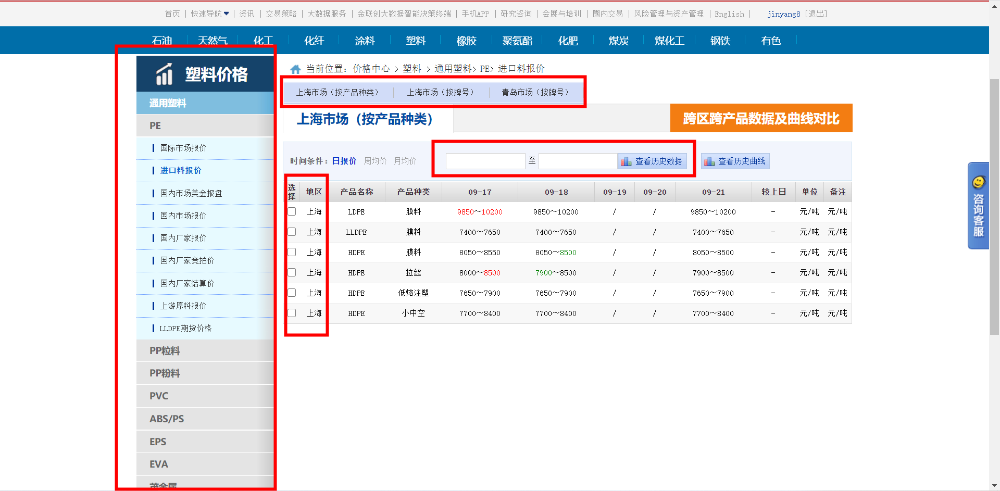 首页 | 快速导航 | 资讯 | 交易策略 | 大数据服务 | 金联创大数据智能决策终端 | 手机APP | 研究咨询 | 会展与培训 | 圈内交易 | 风险管理与资产管理 | English | jinyang8 [退出]
石油 天然气 化工 化纤 涂料 塑料 橡胶 聚氨酯 化肥 煤炭 煤化工 钢铁 有色
塑料价格
通用塑料
PE
国际市场报价
进口料报价
国内市场美金报盘
国内市场报价
国内厂家报价
国内厂家竞拍价
国内厂家结算价
上游原料报价
LLDPE期货价格
PP粒料
PP粉料
PVC
ABS/PS
EPS
EVA
茂金属
当前位置: 价格中心 > 塑料 > 通用塑料> PE> 进口料报价
上海市场（按产品种类） 上海市场（按牌号） 青岛市场（按牌号）
上海市场（按产品种类）
跨区跨产品数据及曲线对比
时间条件：日报价 周均价 月均价 至 查看历史数据 查看历史曲线
选择 地区 产品名称 产品种类 09-17 09-18 09-19 09-20 09-21 较上日 单位 备注
上海 LDPE 膜料 9850～10200 9850～10200 / / 9850～10200 - 元/吨 元/吨
上海 LLDPE 膜料 7400～7650 7400～7650 / / 7400～7650 - 元/吨 元/吨
上海 HDPE 膜料 8050～8550 8050～8500 / / 8050～8500 - 元/吨 元/吨
上海 HDPE 拉丝 8000～8500 7900～8500 / / 7900～8500 - 元/吨 元/吨
上海 HDPE 低熔注塑 7650～7900 7650～7900 / / 7650～7900 - 元/吨 元/吨
上海 HDPE 小中空 7700～8400 7700～8400 / / 7700～8400 - 元/吨 元/吨
咨询客服